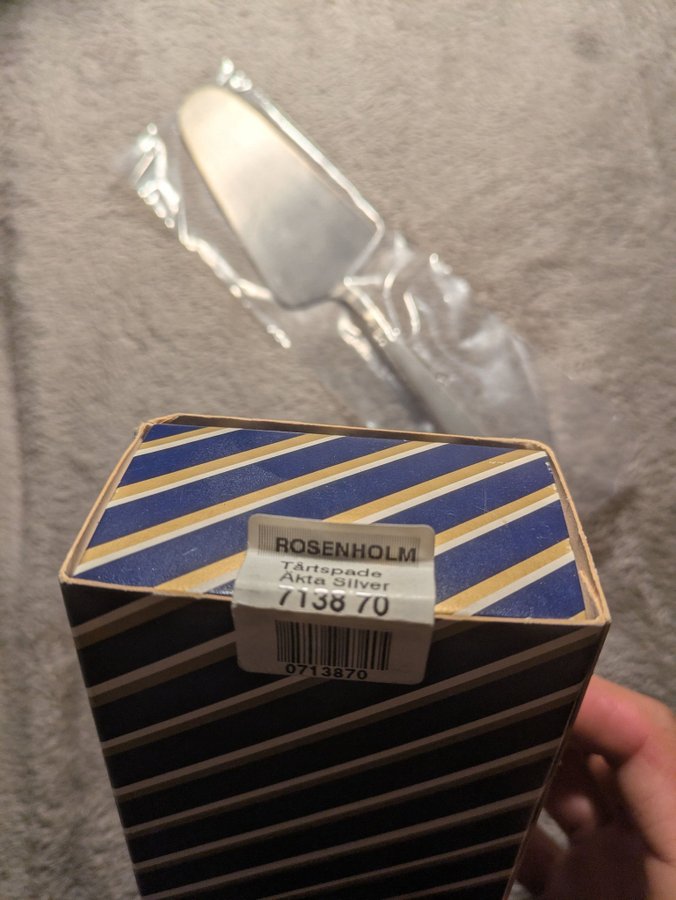 ROSENHOLM
Tårtspade
Äkta Silver
7138 70
0713870